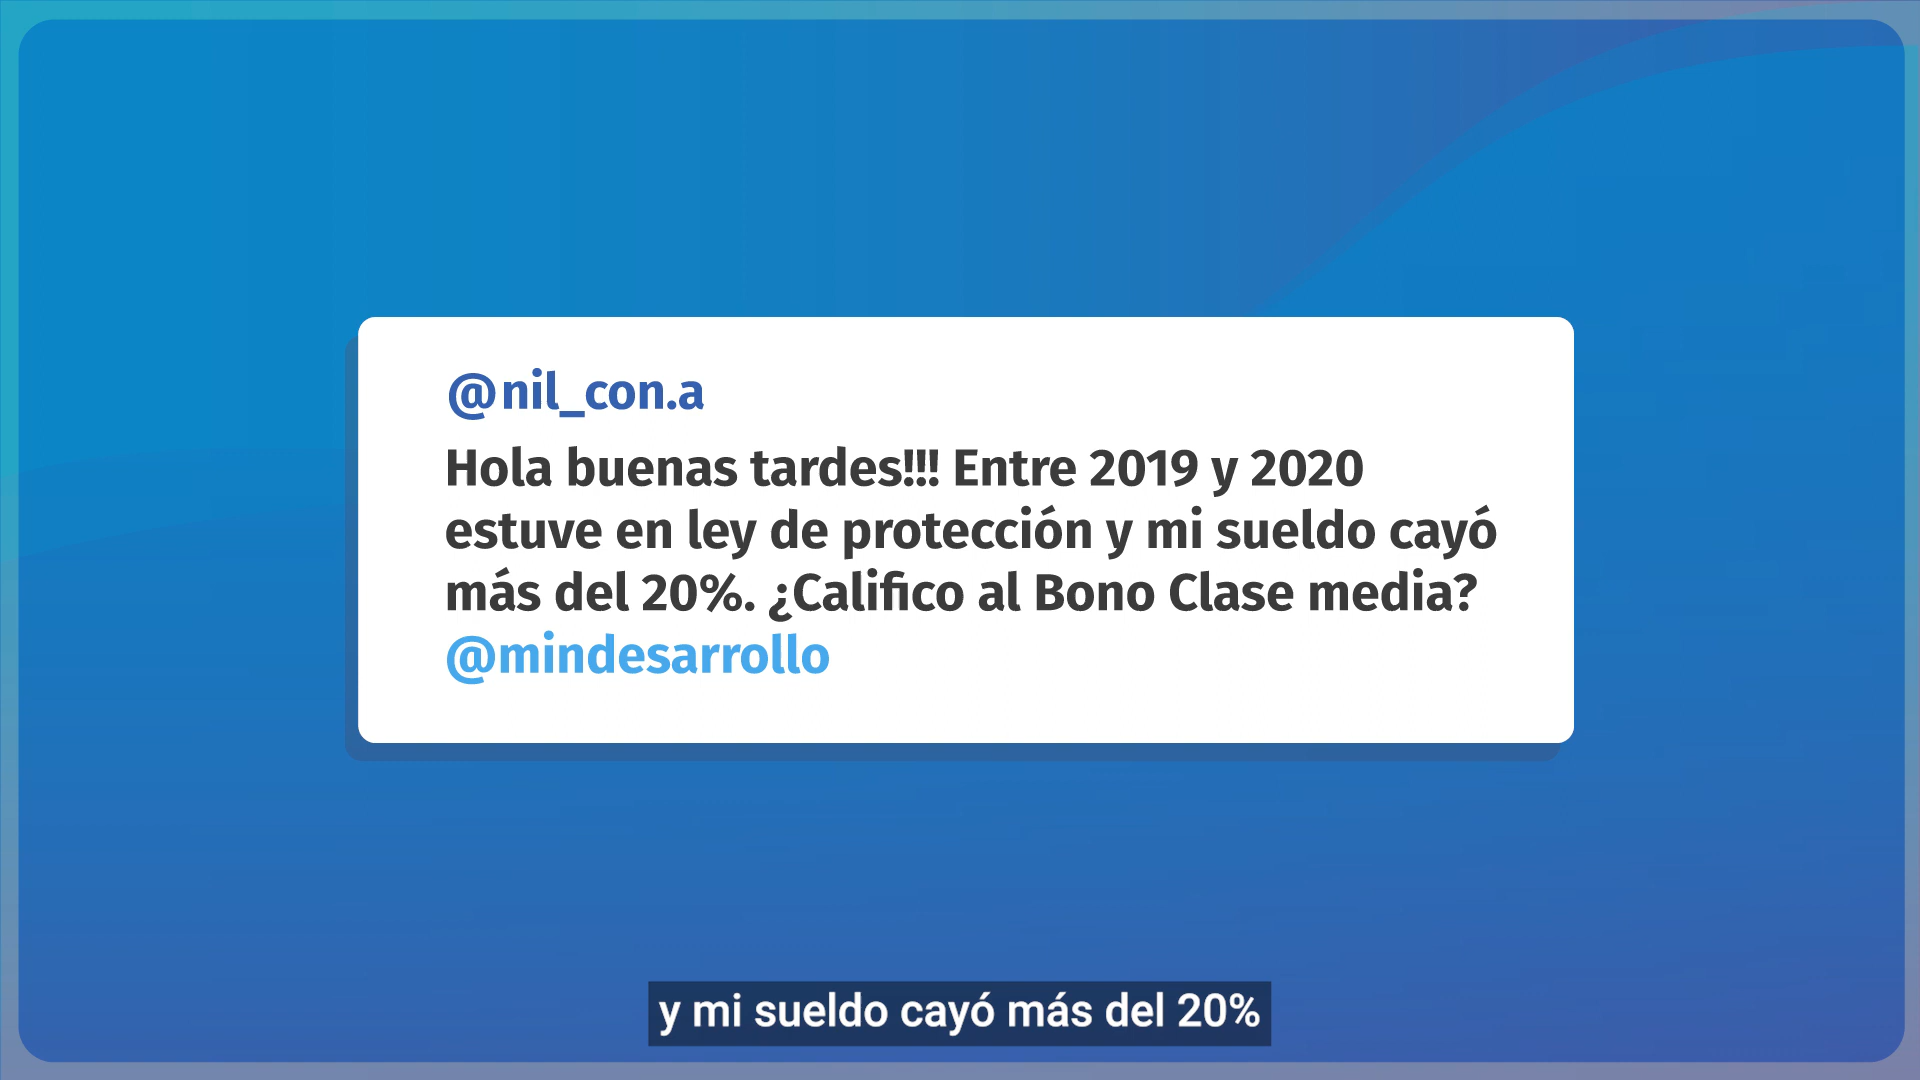 @nil_con.a
Hola buenas tardes!!! Entre 2019 y 2020
estuve en ley de protección y mi sueldo cayó
más del 20%. ¿Califico al Bono Clase media?
@mindesarrollo
y mi sueldo cayó más del 20%